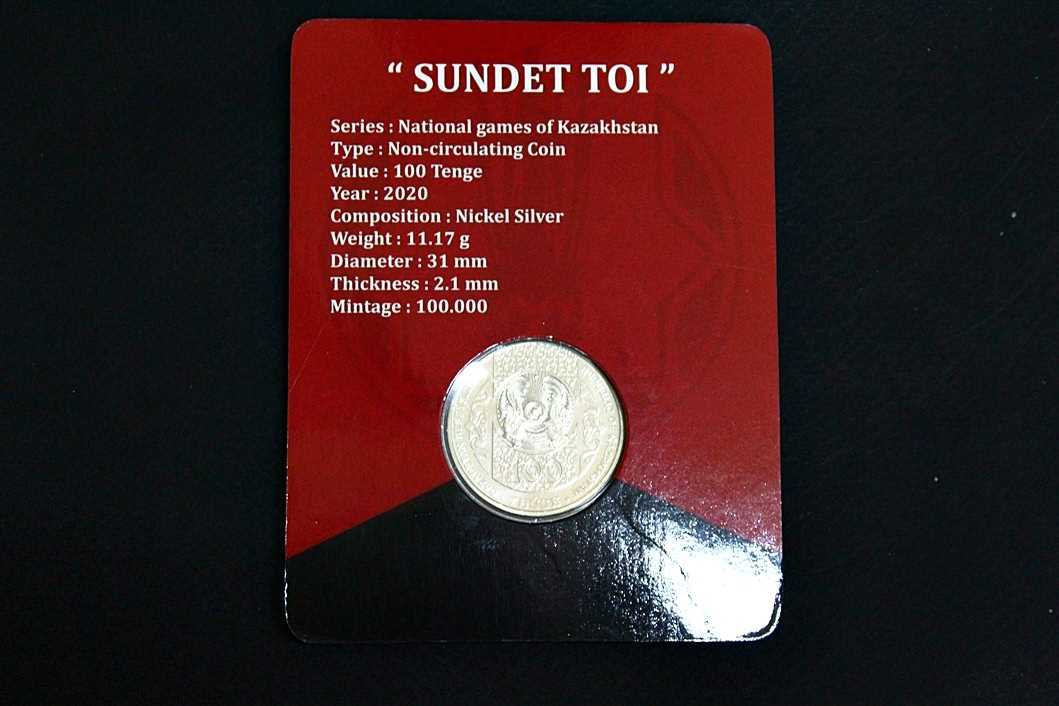 “ SUNDET TOI ”
Series : National games of Kazakhstan
Type : Non-circulating Coin
Value : 100 Tenge
Year : 2020
Composition : Nickel Silver
Weight : 11.17 g
Diameter : 31 mm
Thickness : 2.1 mm
Mintage : 100.000
100